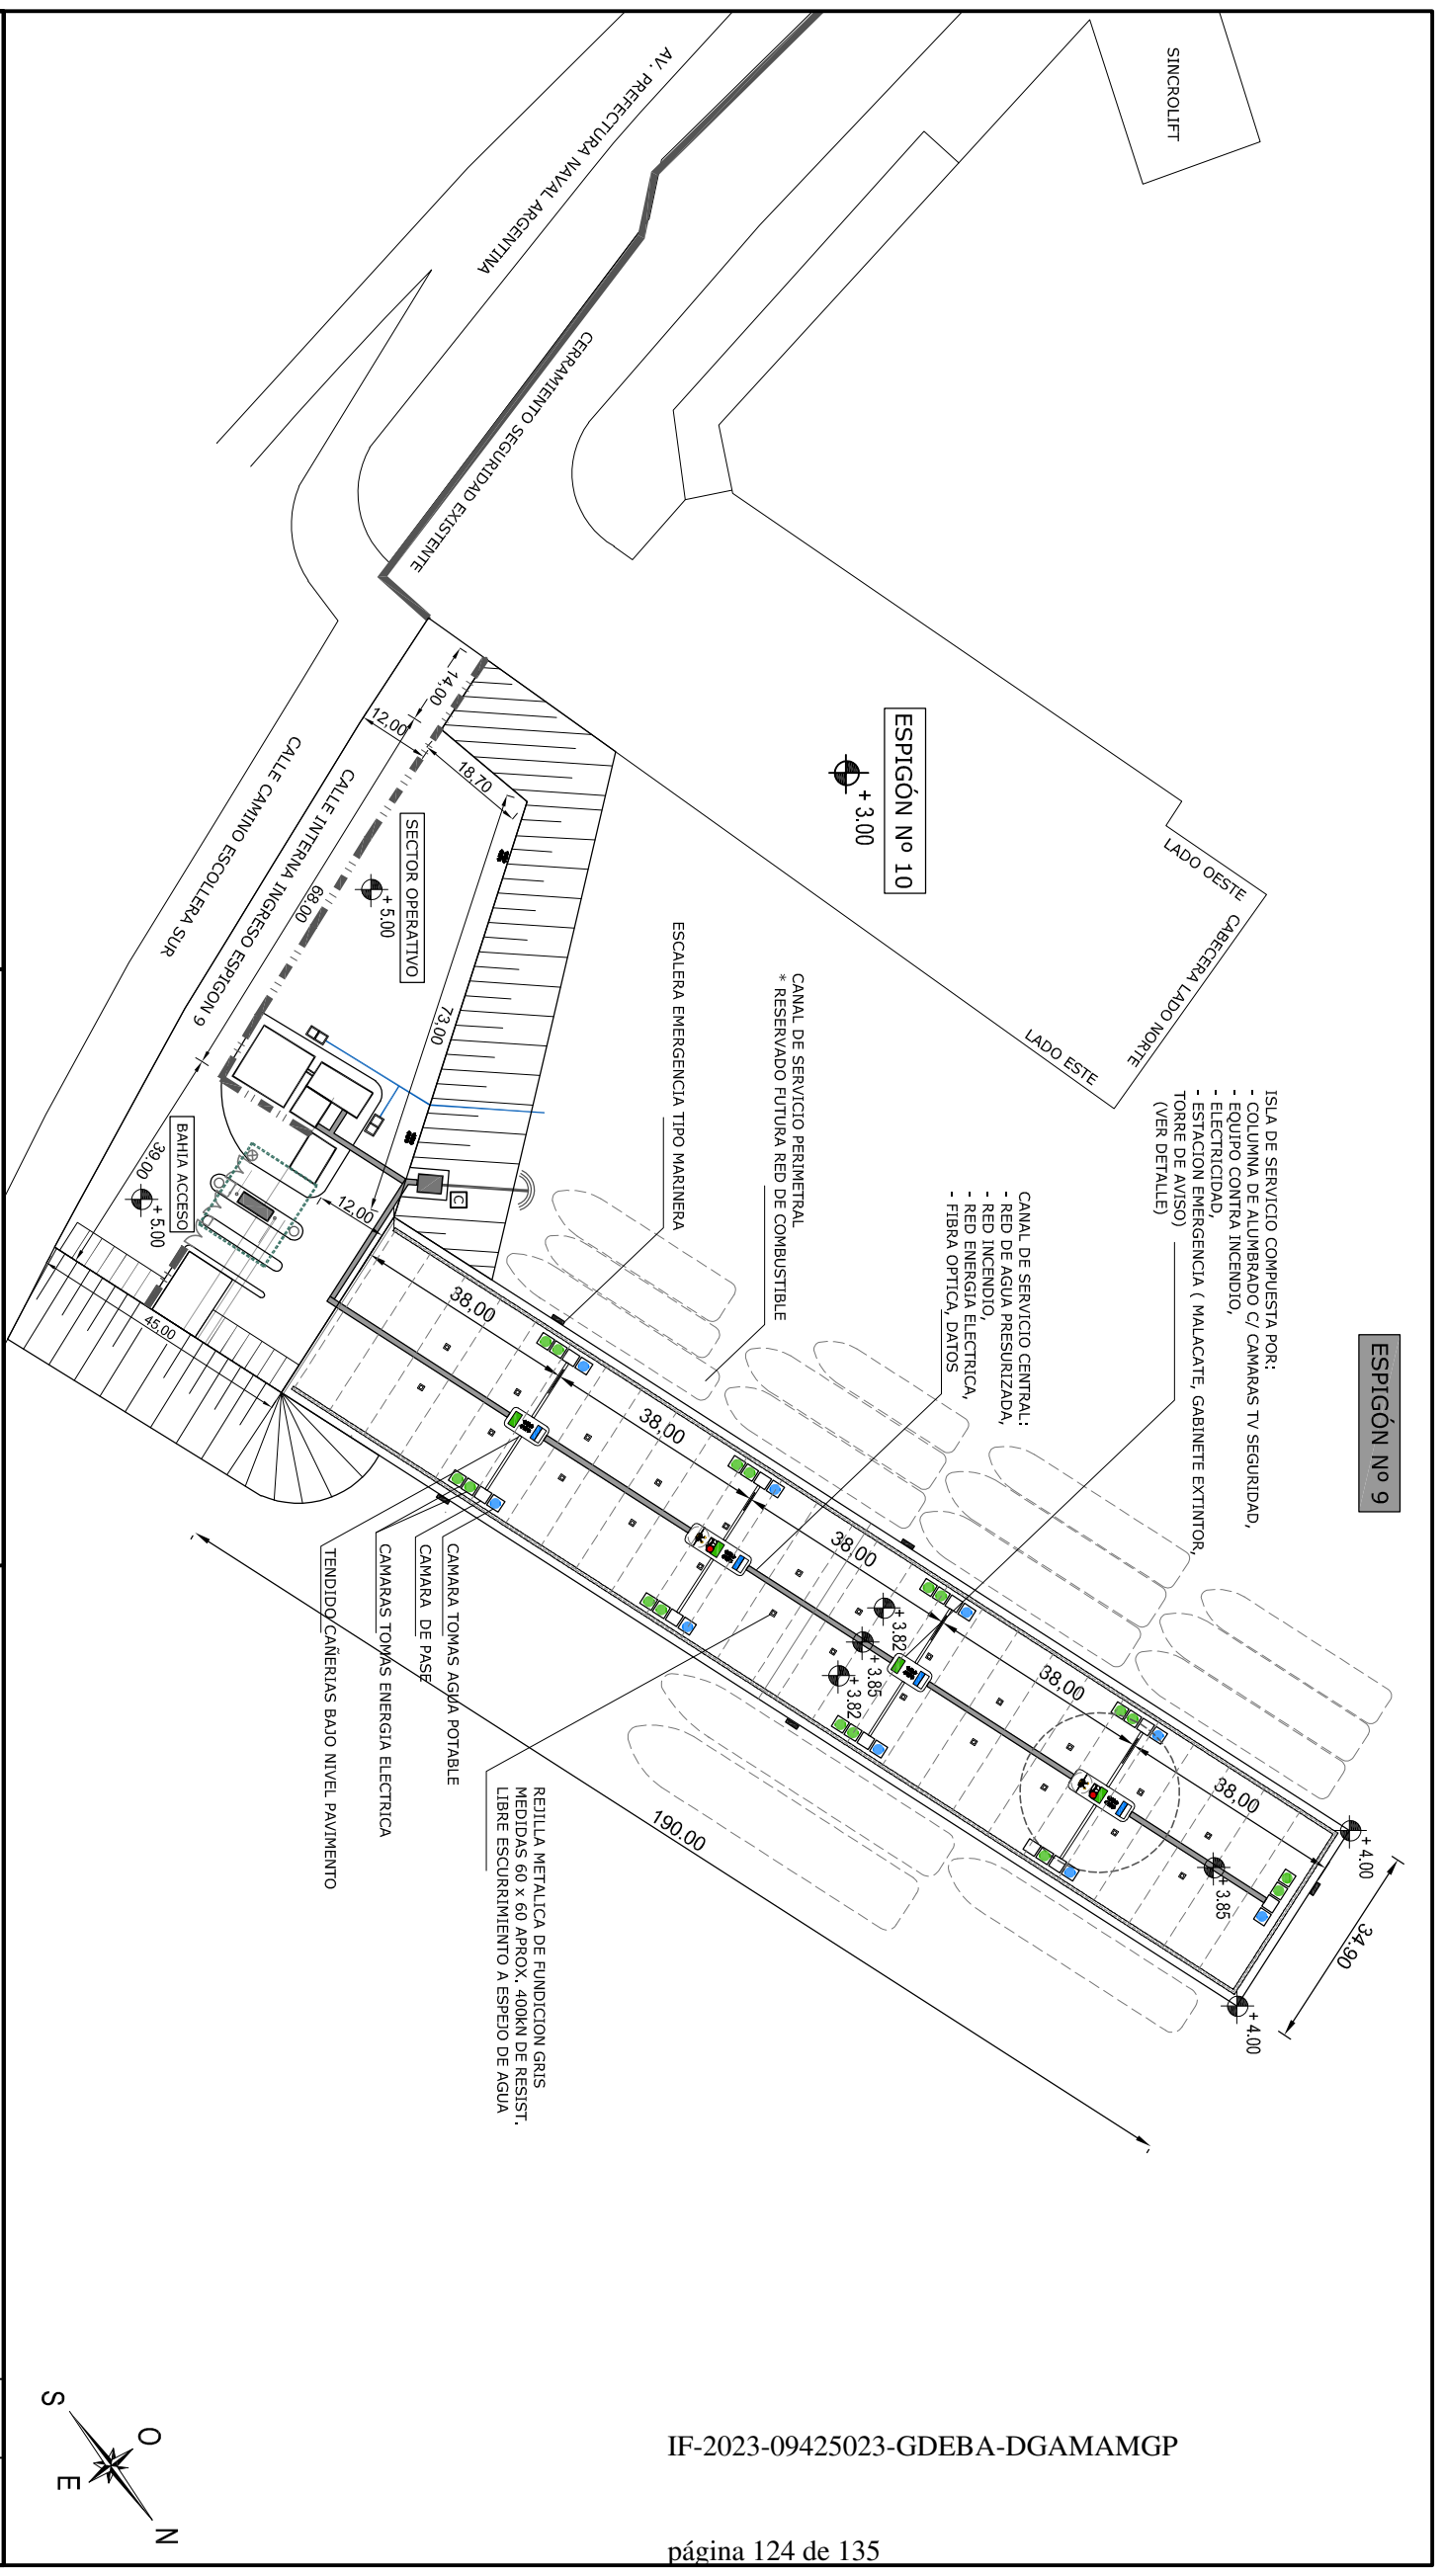 ESPIGÓN Nº 9
SINCROLIFT
AV. PREFECTURA NAVAL ARGENTINA
CERRAMIENTO SEGURIDAD EXISTENTE
ESPIGÓN Nº 10
+ 3.00
LADO OESTE
CABECERA LADO NORTE
LADO ESTE
ISLA DE SERVICIO COMPUESTA POR:
- COLUMNA DE ALUMBRADO C/ CAMARAS TV SEGURIDAD,
- EQUIPO CONTRA INCENDIO,
- ELECTRICIDAD,
- ESTACION EMERGENCIA ( MALACATE, GABINETE EXTINTOR,
TORRE DE AVISO)
(VER DETALLE)
CANAL DE SERVICIO CENTRAL:
- RED DE AGUA PRESURIZADA,
- RED INCENDIO,
- RED ENERGIA ELECTRICA,
- FIBRA OPTICA, DATOS
CANAL DE SERVICIO PERIMETRAL
* RESERVADO FUTURA RED DE COMBUSTIBLE
ESCALERA EMERGENCIA TIPO MARINERA
14,00
12,00
18,70
SECTOR OPERATIVO
+ 5.00
68.00
73,00
CALLE INTERNA INGRESO ESPIGON 9
CALLE CAMINO ESCOLLERA SUR
BAHIA ACCESO
+ 5.00
39.00
12,00
45,00
C
38,00
38,00
38,00
38,00
38,00
+ 3.82
+ 3.85
+ 3.82
+ 3.85
+ 4.00
+ 4.00
34.90
190.00
CAMARA TOMAS AGUA POTABLE
CAMARA DE PASE
CAMARAS TOMAS ENERGIA ELECTRICA
TENDIDO CAÑERIAS BAJO NIVEL PAVIMENTO
REJILLA METALICA DE FUNDICION GRIS
MEDIDAS 60 x 60 APROX. 400kN DE RESIST.
LIBRE ESCURRIMIENTO A ESPEJO DE AGUA
S
O
E
N
IF-2023-09425023-GDEBA-DGAMAMGP
página 124 de 135